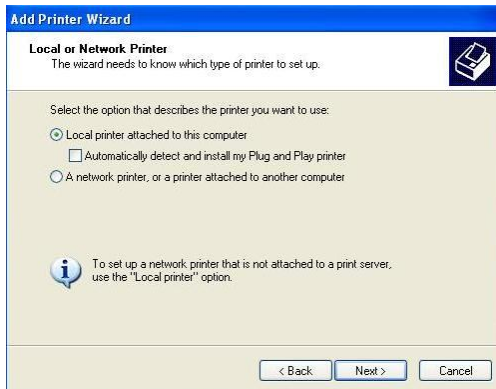 Add Printer Wizard
Local or Network Printer
The wizard needs to know which type of printer to set up.
Select the option that describes the printer you want to use:
Local printer attached to this computer
Automatically detect and install my Plug and Play printer
A network printer, or a printer attached to another computer
To set up a network printer that is not attached to a print server,
use the "Local printer" option.
< Back Next > Cancel